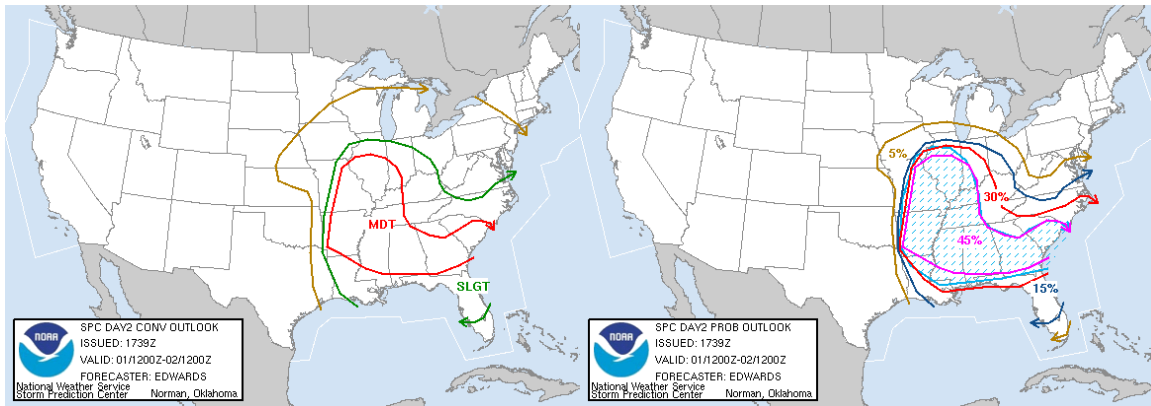 MDT
SLGT
NOAA
SPC DAY2 CONV OUTLOOK
ISSUED: 1739Z
VALID: 01/1200Z-02/1200Z
FORECASTER: EDWARDS
National Weather Service
Storm Prediction Center Norman, Oklahoma
5%
30%
45%
15%
NOAA
SPC DAY2 PROB OUTLOOK
ISSUED: 1739Z
VALID: 01/1200Z-02/1200Z
FORECASTER: EDWARDS
National Weather Service
Storm Prediction Center Norman, Oklahoma